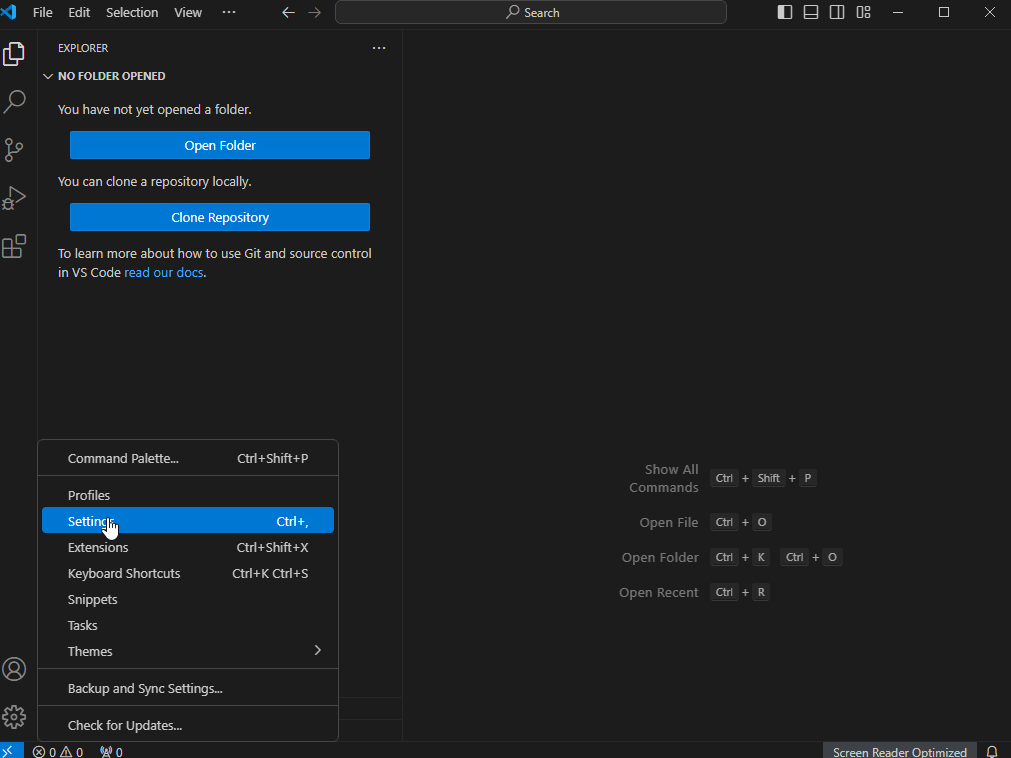 File Edit Selection View ··· Search
EXPLORER ···
NO FOLDER OPENED
You have not yet opened a folder.
Open Folder
You can clone a repository locally.
Clone Repository
To learn more about how to use Git and source control
in VS Code read our docs.
Command Palette... Ctrl+Shift+P
Profiles
Settings Ctrl+,
Extensions Ctrl+Shift+X
Keyboard Shortcuts Ctrl+K Ctrl+S
Snippets
Tasks
Themes
Backup and Sync Settings...
Check for Updates...
Show All
Commands Ctrl + Shift + P
Open File Ctrl + O
Open Folder Ctrl + K Ctrl + O
Open Recent Ctrl + R
0 0 0 Screen Reader Optimized